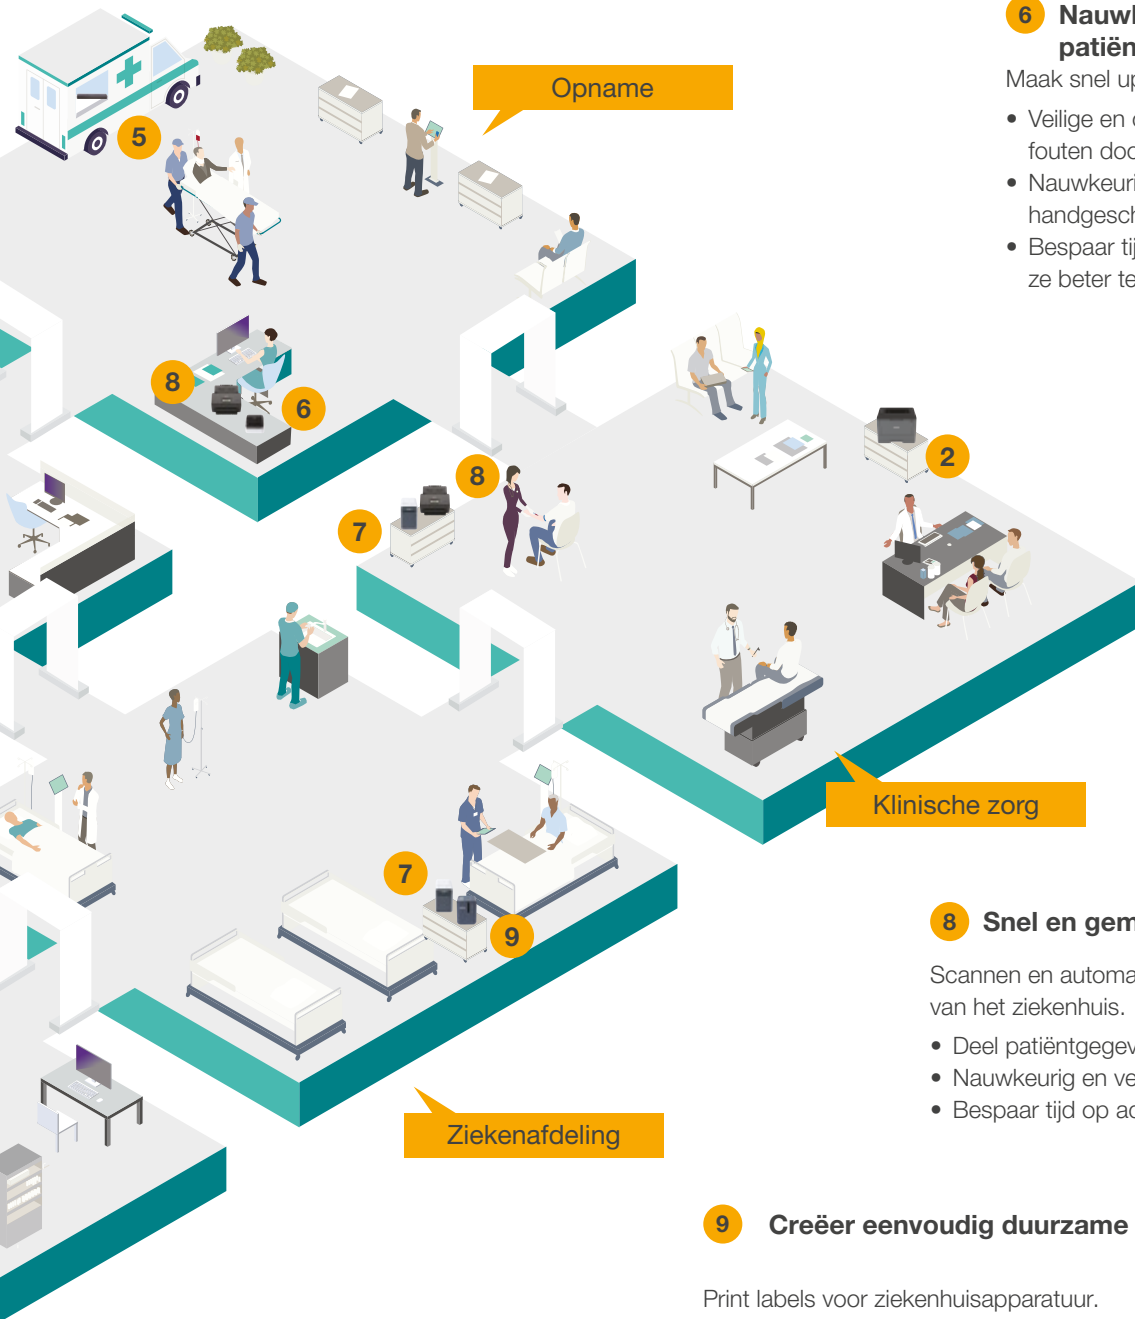 6 Nauw
patiën
Maak snel up
• Veilige en
fouten doo
• Nauwkeuri
handgesch
• Bespaar tij
ze beter te
Opname
5
8
6
8
7
2
Klinische zorg
7
9
Ziekenafdeling
8 Snel en gem
Scannen en automa
van het ziekenhuis.
• Deel patiëntgegev
• Nauwkeurig en ve
• Bespaar tijd op ad
9 Creëer eenvoudig duurzame
Print labels voor ziekenhuisapparatuur.